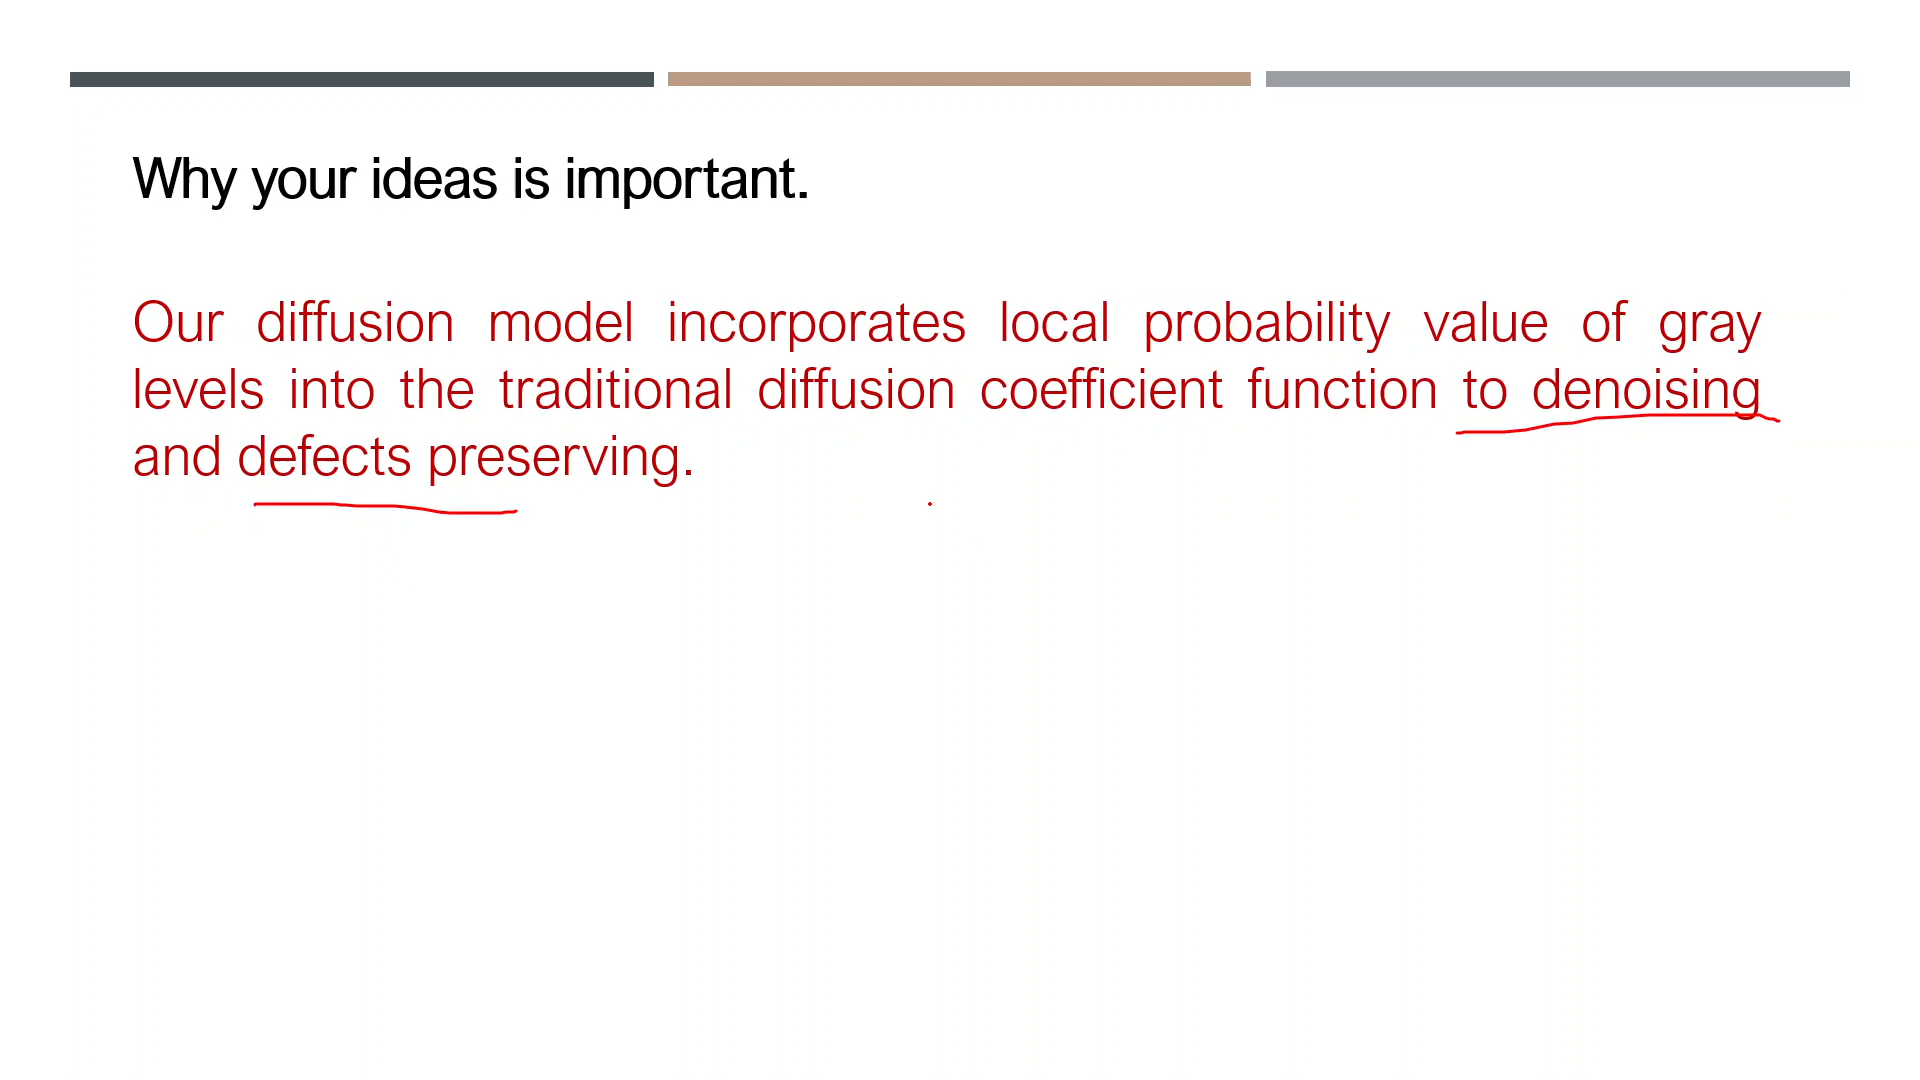 Why your ideas is important.
Our diffusion model incorporates local probability value of gray
levels into the traditional diffusion coefficient function to denoising
and defects preserving.